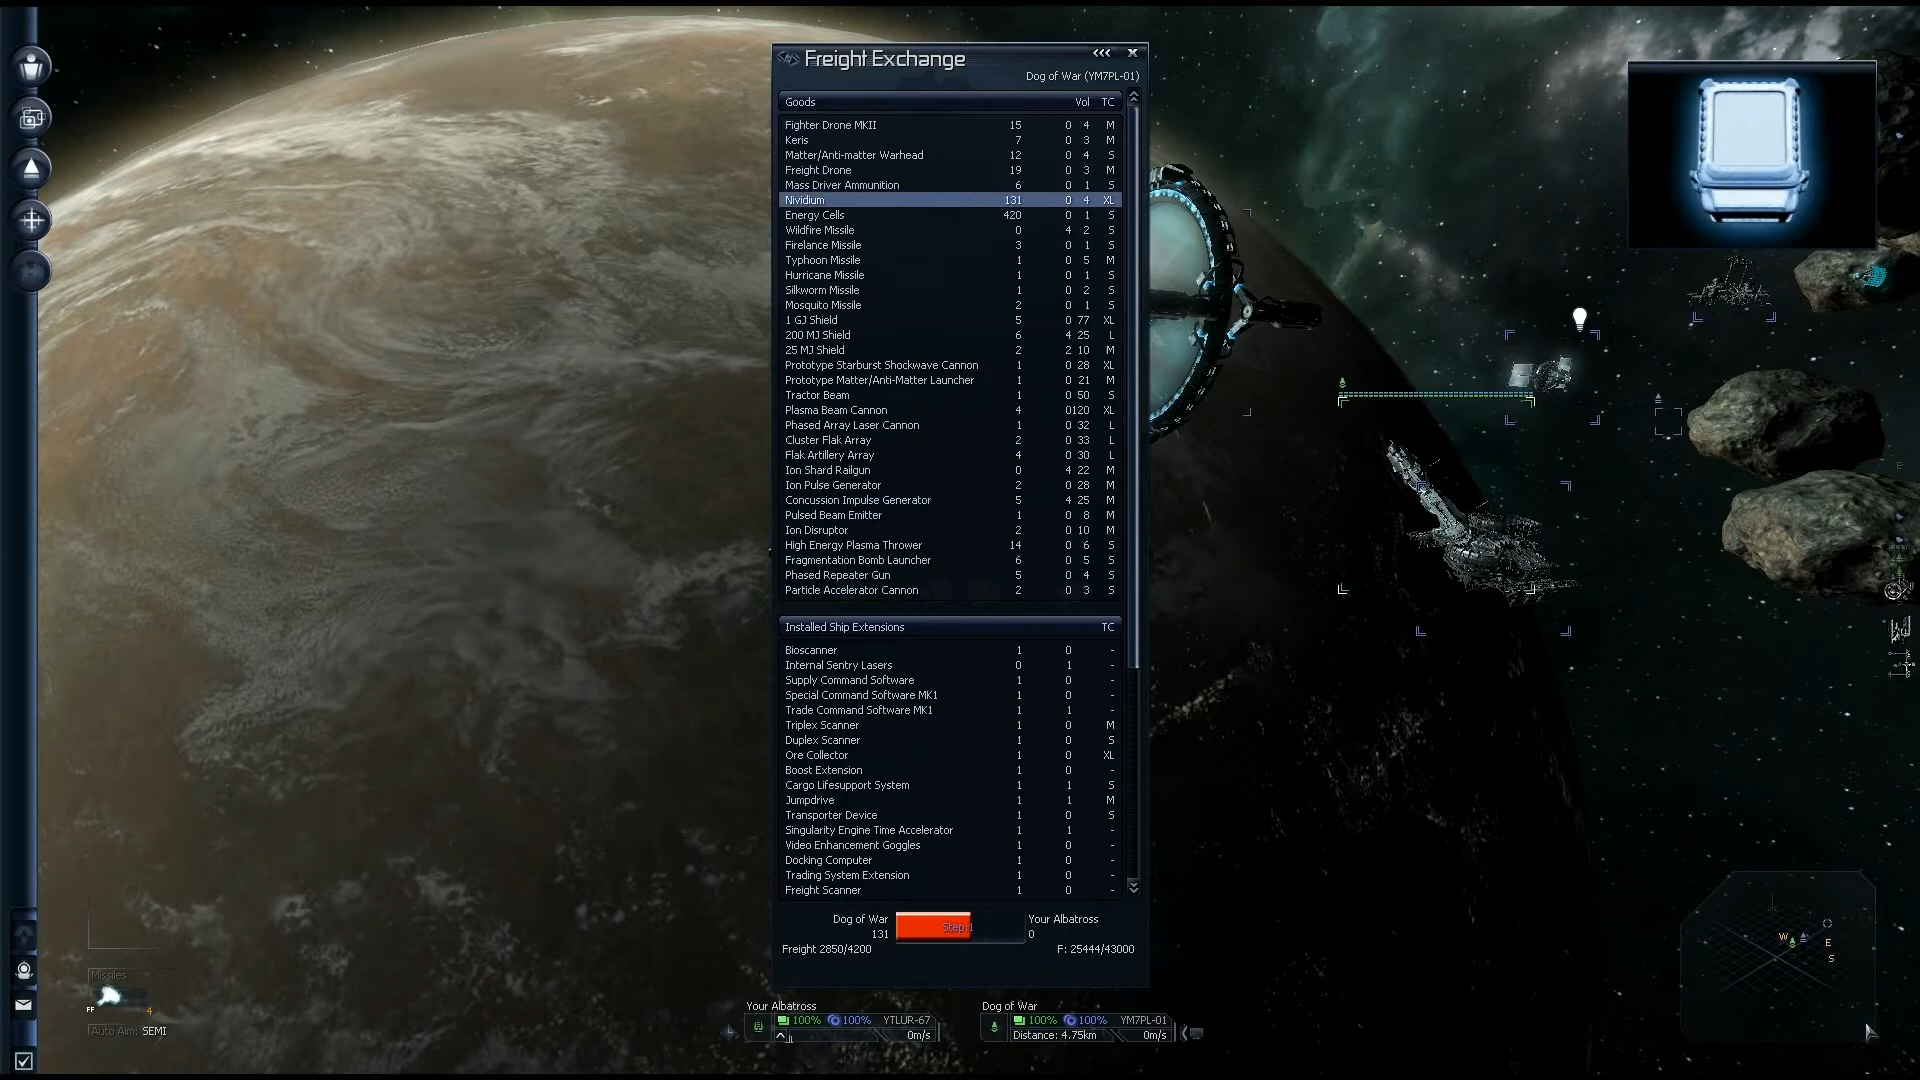 Freight Exchange
Dog of War (YM7PL-01)
Goods Vol TC
Fighter Drone MKII 15 0 4 M
Keris 7 0 3 M
Matter/Anti-matter Warhead 12 0 4 S
Freight Drone 19 0 3 M
Mass Driver Ammunition 6 0 1 S
Nividium 131 0 4 XL
Energy Cells 420 0 1 S
Wildfire Missile 0 4 2 S
Firelance Missile 3 0 1 S
Typhoon Missile 1 0 5 M
Hurricane Missile 1 0 1 S
Silkworm Missile 1 0 2 S
Mosquito Missile 2 0 1 S
1 GJ Shield 5 0 77 XL
200 MJ Shield 6 4 25 L
25 MJ Shield 2 2 10 M
Prototype Starburst Shockwave Cannon 1 0 28 XL
Prototype Matter/Anti-Matter Launcher 1 0 21 M
Tractor Beam 1 0 50 S
Plasma Beam Cannon 4 0120 XL
Phased Array Laser Cannon 1 0 32 L
Cluster Flak Array 2 0 33 L
Flak Artillery Array 4 0 30 L
Ion Shard Railgun 0 4 22 M
Ion Pulse Generator 2 0 28 M
Concussion Impulse Generator 5 4 25 M
Pulsed Beam Emitter 1 0 8 M
Ion Disruptor 2 0 10 M
High Energy Plasma Thrower 14 0 6 S
Fragmentation Bomb Launcher 6 0 5 S
Phased Repeater Gun 5 0 4 S
Particle Accelerator Cannon 2 0 3 S
Installed Ship Extensions TC
Bioscanner 1 0 -
Internal Sentry Lasers 0 1 -
Supply Command Software 1 0 -
Special Command Software MK1 1 0 -
Trade Command Software MK1 1 1 -
Triplex Scanner 1 0 M
Duplex Scanner 1 0 S
Ore Collector 1 0 XL
Boost Extension 1 0 -
Cargo Lifesupport System 1 1 S
Jumpdrive 1 1 M
Transporter Device 1 0 S
Singularity Engine Time Accelerator 1 1 -
Video Enhancement Goggles 1 0 -
Docking Computer 1 0 -
Trading System Extension 1 0 -
Freight Scanner 1 0 -
Dog of War Your Albatross
131 Step:1 0
Freight 2850/4200 F: 25444/43000
W E
S
Missiles
FF 4
Auto Aim: SEMI
Your Albatross
100% 100% YTLUR-67
0m/s
Dog of War
100% 100% YM7PL-01
Distance: 4.75km 0m/s